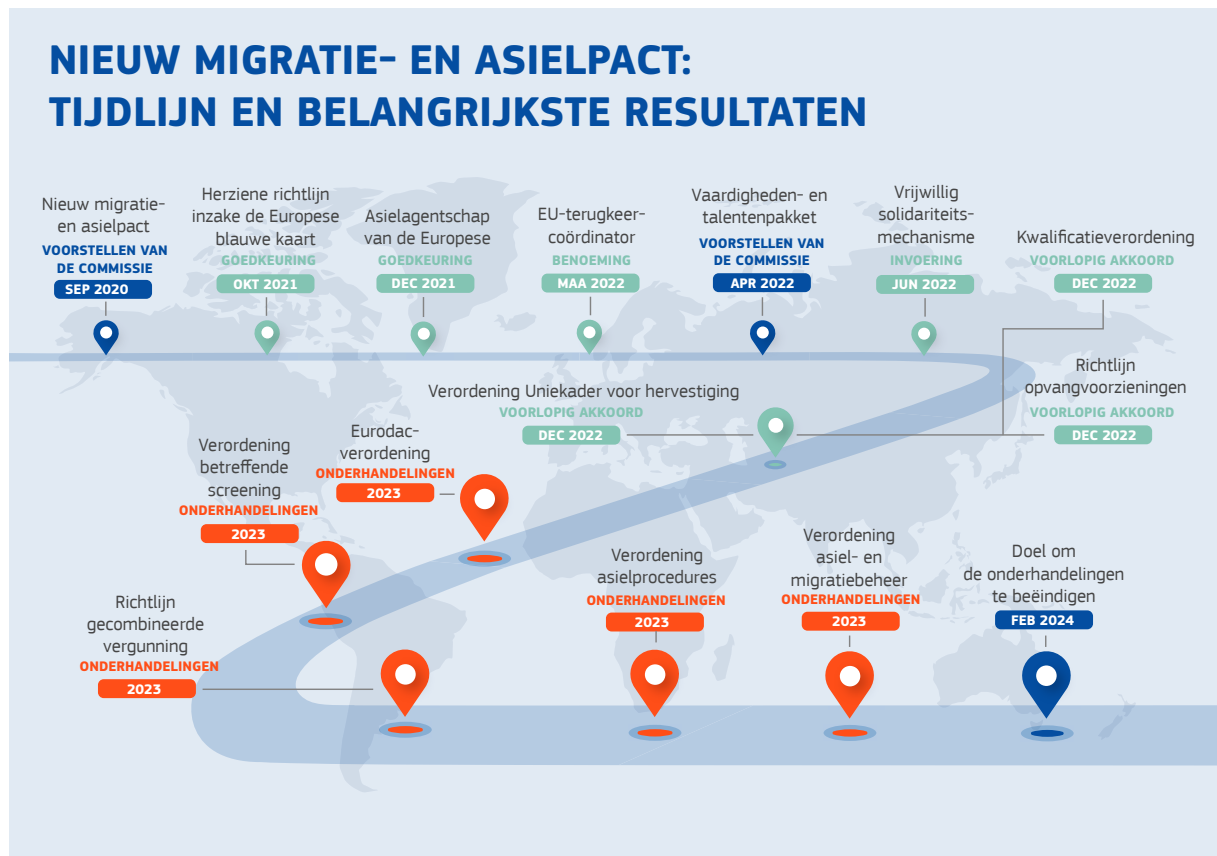 NIEUW MIGRATIE- EN ASIELPACT:
TIJDLIJN EN BELANGRIJKSTE RESULTATEN
Nieuw migratie-
en asielpact
VOORSTELLEN VAN
DE COMMISSIE
SEP 2020
Herziene richtlijn
inzake de Europese
blauwe kaart
GOEDKEURING
OKT 2021
Asielagentschap
van de Europese
GOEDKEURING
DEC 2021
EU-terugkeer-
coördinator
BENOEMING
MAA 2022
Vaardigheden- en
talentenpakket
VOORSTELLEN VAN
DE COMMISSIE
APR 2022
Vrijwillig
solidariteits-
mechanisme
INVOERING
JUN 2022
Kwalificatieverordening
VOORLOPIG AKKOORD
DEC 2022
Richtlijn
opvangvoorzieningen
VOORLOPIG AKKOORD
DEC 2022
Verordening Uniekader voor hervestiging
VOORLOPIG AKKOORD
DEC 2022
Eurodac-
verordening
ONDERHANDELINGEN
2023
Verordening
betreffende
screening
ONDERHANDELINGEN
2023
Richtlijn
gecombineerde
vergunning
ONDERHANDELINGEN
2023
Verordening
asielprocedures
ONDERHANDELINGEN
2023
Verordening
asiel- en
migratiebeheer
ONDERHANDELINGEN
2023
Doel om
de onderhandelingen
te beëindigen
FEB 2024